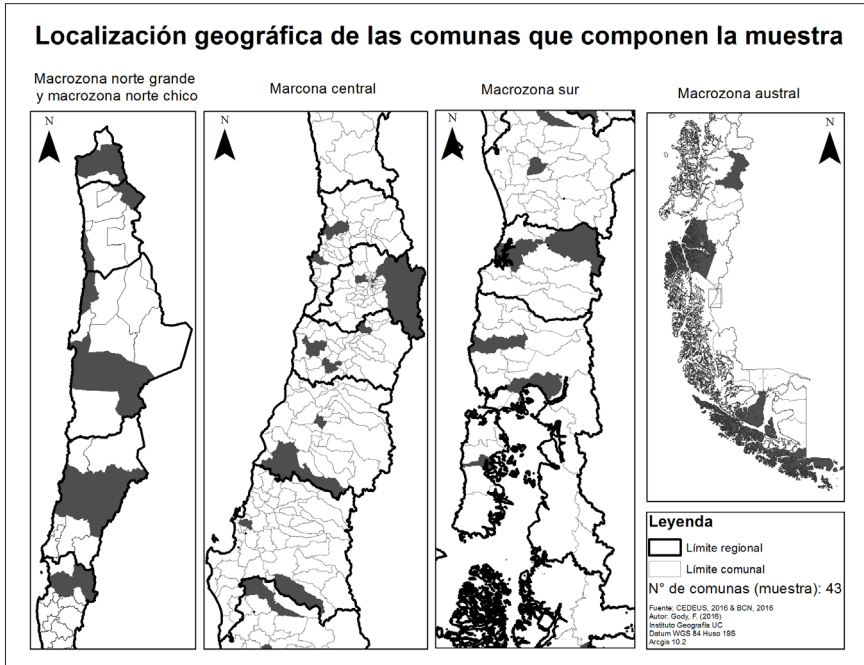 Localización geográfica de las comunas que componen la muestra
Macrozona norte grande
y macrozona norte chico
Marcona central
Macrozona sur
Macrozona austral
N
N
N
N
Leyenda
Límite regional
Límite comunal
N° de comunas (muestra): 43
Fuente: CEDEUS, 2016 & BCN, 2016
Autor: Gody, F. (2016)
Instituto Geografía UC
Datum WGS 84 Huso 19S
Arcgis 10.2